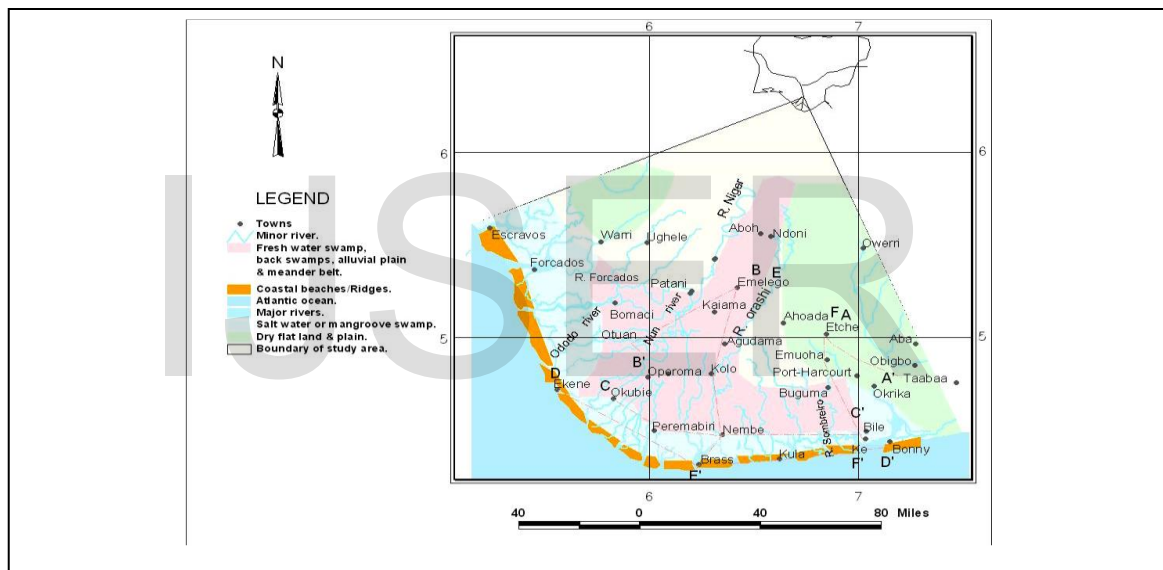 IJSER
N
LEGEND
Towns
Minor river.
Fresh water swamp,
back swamps, alluvial plain
& meander belt.
Coastal beaches/Ridges.
Atlantic ocean.
Major rivers.
Salt water or mangroove swamp.
Dry flat land & plain.
Boundary of study area.
6 7
6 6
R. Niger
Escravos
Warri
Ughele
Aboh
Ndoni
Owerri
Forcados
R. Forcados
Patani
B E
Emelego
Bomadi
Nun river
Kaiama
R. orashi
Ahoada
F A
Etche
5 5
Ododo river
Otuan
Agudama
Aba
Emuoha
Obigbo
B'
Oporoma
Kolo
Port-Harcourt
A'
Taabaa
D
Ekene
C
Okubie
Buguma
Okrika
C'
Peremabiri
Nembe
R. Sombreiro
Bile
Brass
Kula
Ke
Bonny
E'
F'
D'
6 7
40 0 40 80 Miles